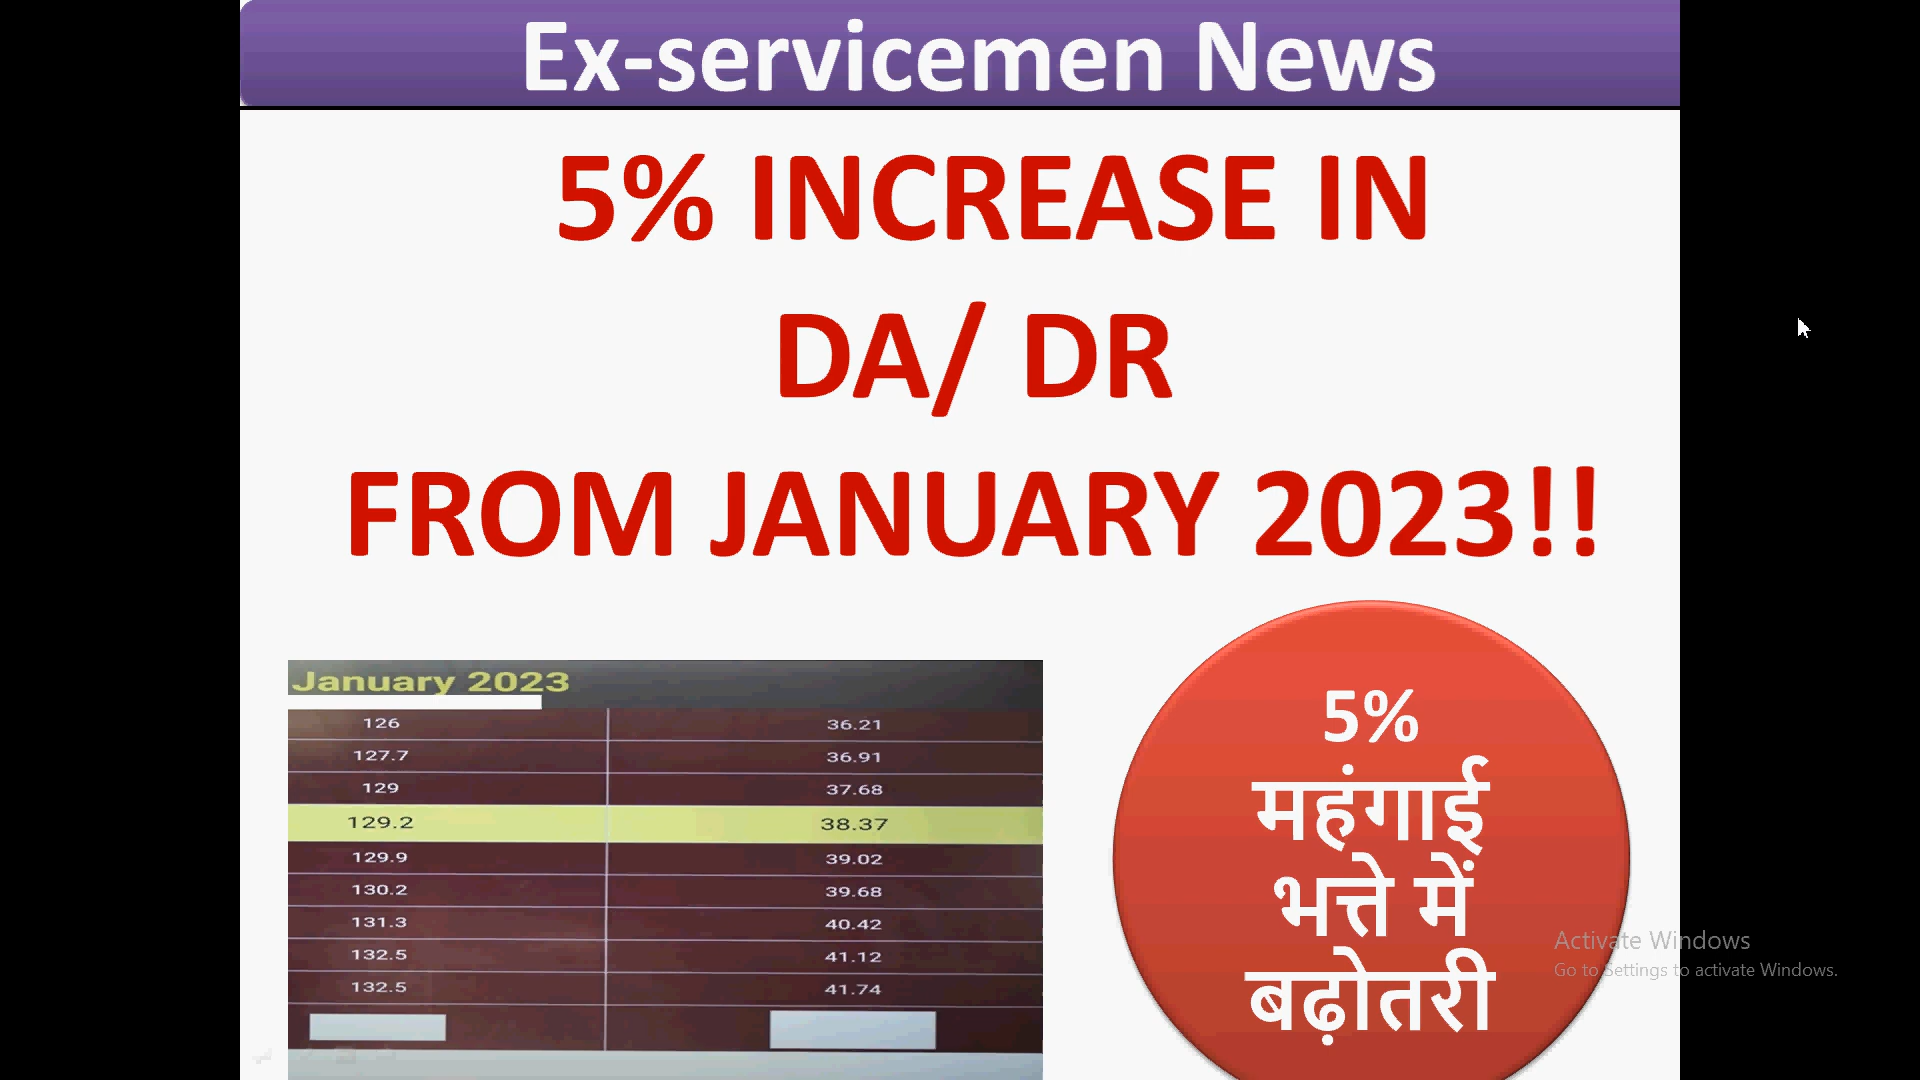 Ex-servicemen News
5% INCREASE IN
DA/ DR
FROM JANUARY 2023!!
January 2023
126 36.21
127.7 36.91
129 37.68
129.2 38.37
129.9 39.02
130.2 39.68
131.3 40.42
132.5 41.12
132.5 41.74
5%
महंगाई
भत्ते में
बढ़ोतरी
Activate Windows
Go to Settings to activate Windows.